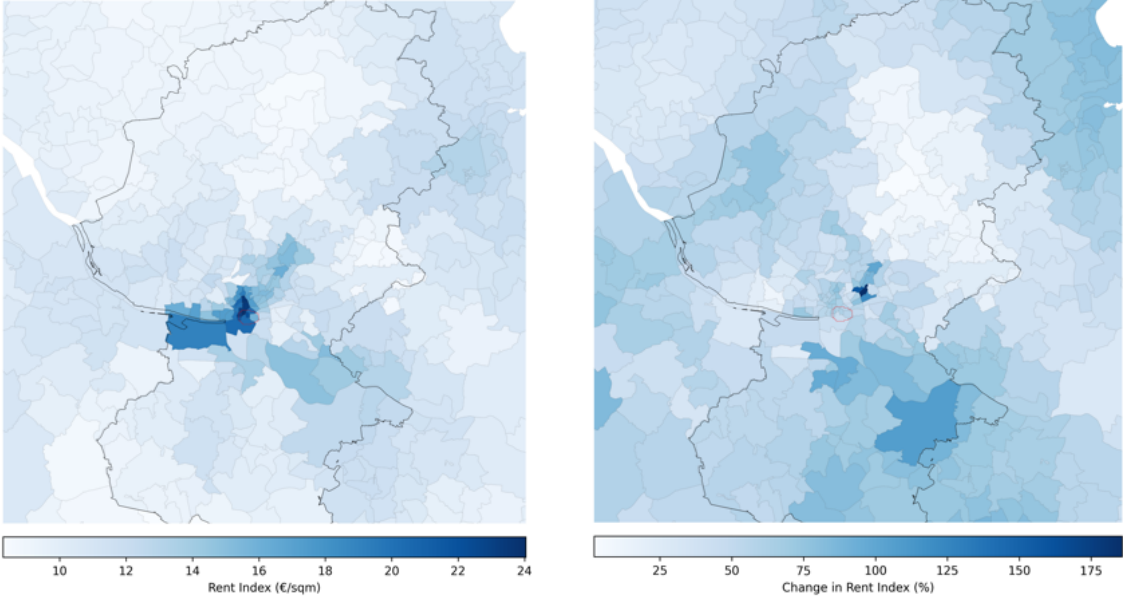 10 12 14 16 18 20 22 24
Rent Index (€/sqm)
25 50 75 100 125 150 175
Change in Rent Index (%)